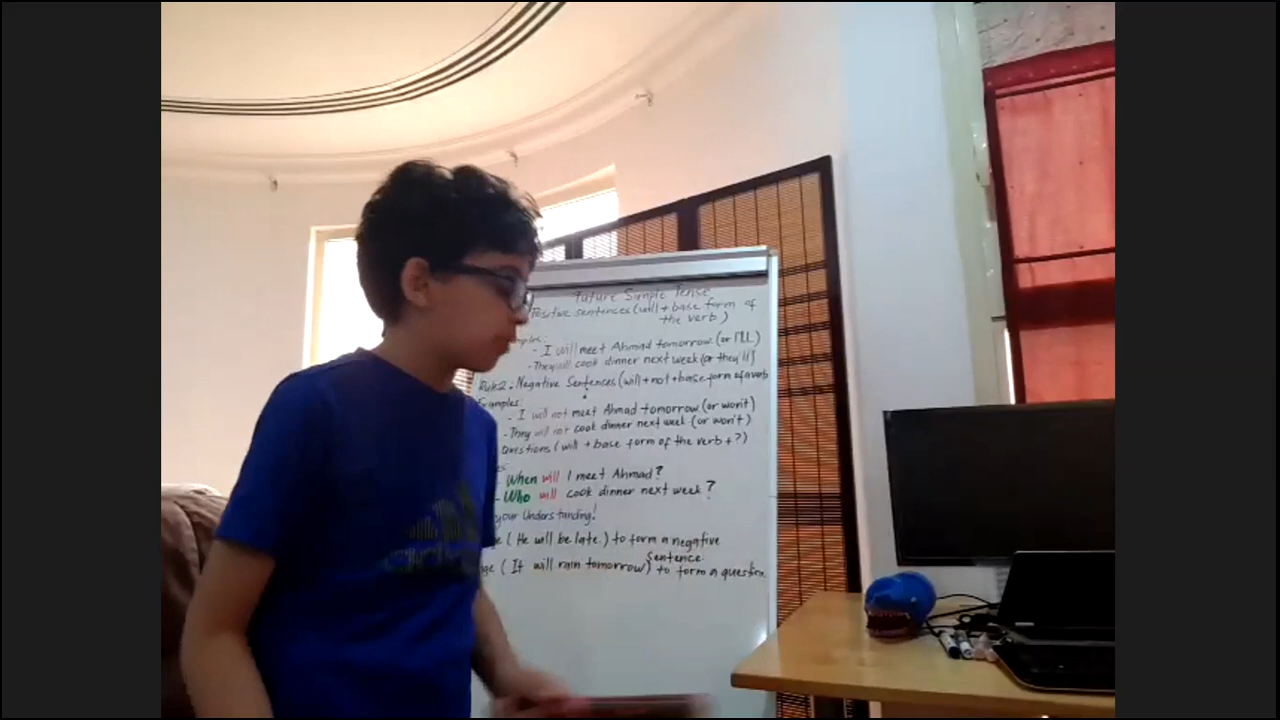 Future Simple Tense
Positive sentences (will + base form of
the verb)
mples:
- I will meet Ahmad tomorrow. (or I'LL)
- They will cook dinner next week (or they'll)
Rule 2: Negative Sentences (will + not + base form of a verb
Examples:
- I will not meet Ahmad tomorrow. (or won't)
- They will not cook dinner next week. (or won't)
Questions (will + base form of the verb + ?)
es:
When will I meet Ahmad?
- Who will cook dinner next week?
your Understanding!
ge ( He will be late. ) to form a negative
Sentence.
ge ( It will rain tomorrow) to form a question.